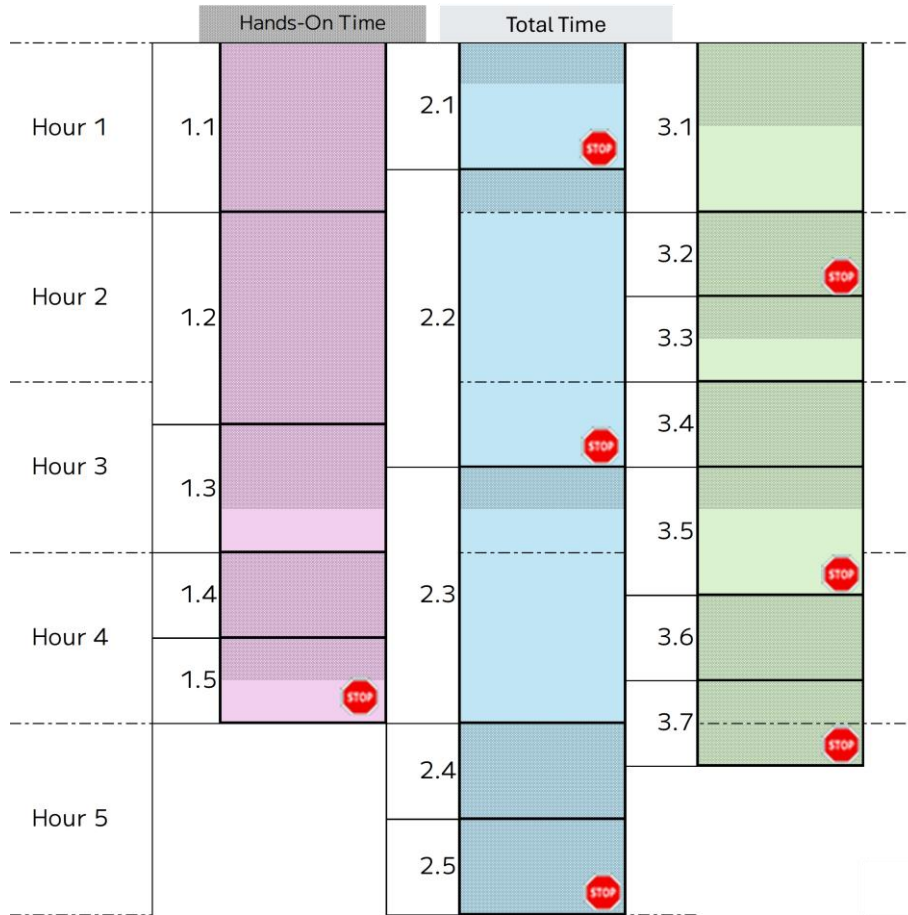 Hands-On Time
Total Time
Hour 1
1.1
2.1
STOP
3.1
Hour 2
1.2
2.2
3.2
STOP
3.3
Hour 3
1.3
STOP
3.4
3.5
STOP
Hour 4
1.4
1.5
STOP
2.3
3.6
3.7
STOP
Hour 5
2.4
2.5
STOP